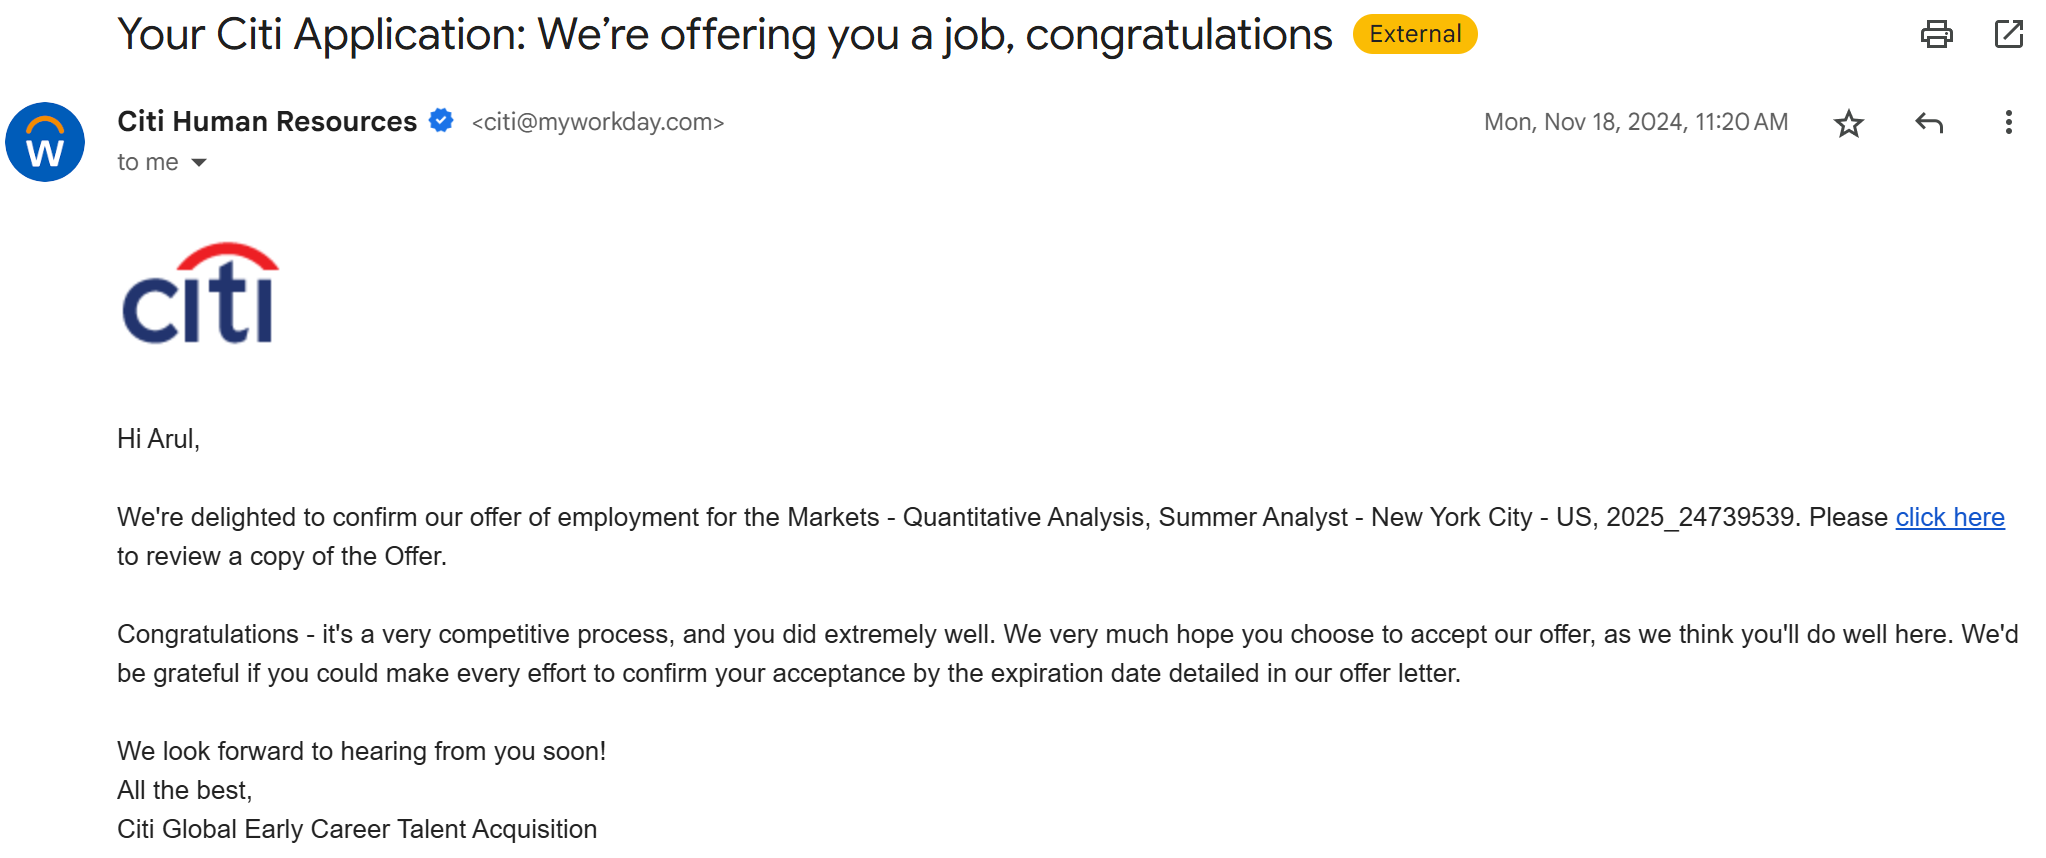 Your Citi Application: We’re offering you a job, congratulations External
Citi Human Resources <citi@myworkday.com> Mon, Nov 18, 2024, 11:20 AM
W
to me
citi
Hi Arul,
We're delighted to confirm our offer of employment for the Markets - Quantitative Analysis, Summer Analyst - New York City - US, 2025_24739539. Please click here
to review a copy of the Offer.
Congratulations - it's a very competitive process, and you did extremely well. We very much hope you choose to accept our offer, as we think you'll do well here. We'd
be grateful if you could make every effort to confirm your acceptance by the expiration date detailed in our offer letter.
We look forward to hearing from you soon!
All the best,
Citi Global Early Career Talent Acquisition